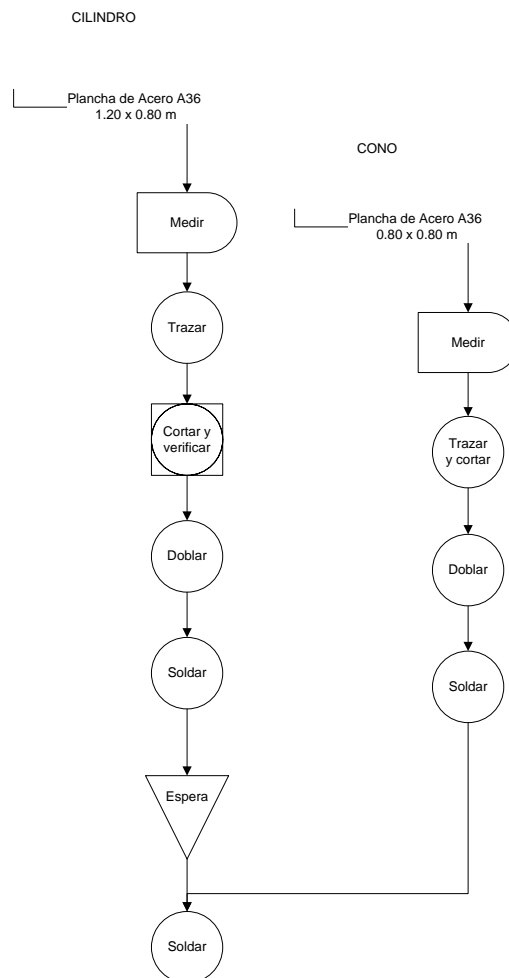 CILINDRO
Plancha de Acero A36
1.20 x 0.80 m
Medir
Trazar
Cortar y
verificar
Doblar
Soldar
Espera
Soldar
CONO
Plancha de Acero A36
0.80 x 0.80 m
Medir
Trazar
y cortar
Doblar
Soldar